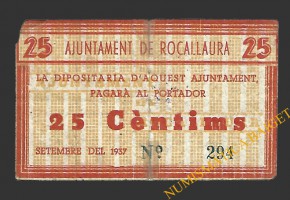 25 AJUNTAMENT DE ROCALLAURA 25
LA DIPOSITARIA D'AQUEST AJUNTAMENT,
PAGARÀ AL PORTADOR
25 Cèntims
SETEMBRE DEL 1937 Nº 294